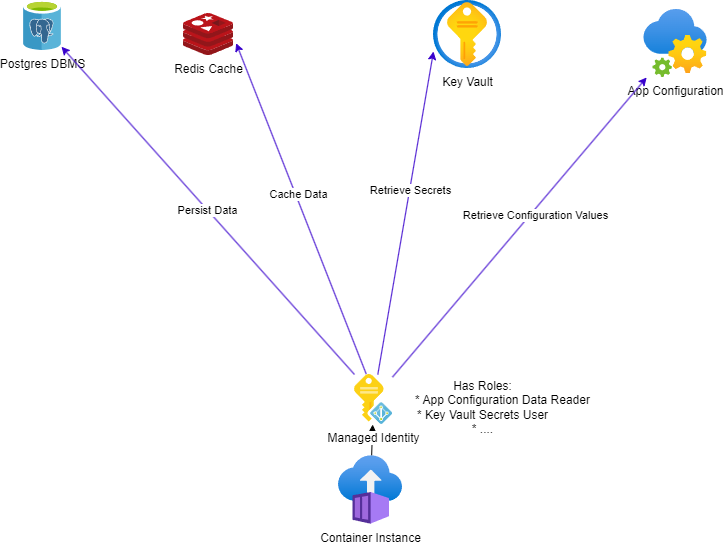 Postgres DBMS
Redis Cache
Key Vault
App Configuration
Persist Data
Cache Data
Retrieve Secrets
Retrieve Configuration Values
Has Roles:
* App Configuration Data Reader
* Key Vault Secrets User
* ....
Managed Identity
Container Instance